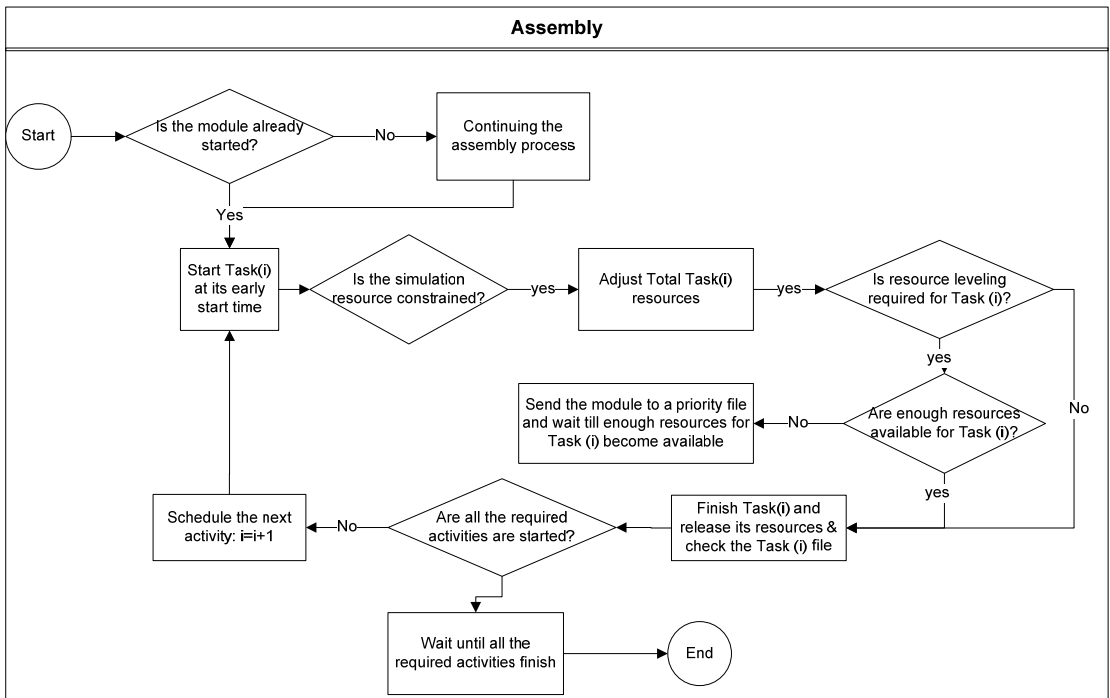 Assembly
Start
Is the module already
started?
No
Continuing the
assembly process
Yes
Start Task(i)
at its early
start time
Is the simulation
resource constrained?
yes
Adjust Total Task(i)
resources
yes
Is resource leveling
required for Task (i)?
yes
No
Send the module to a priority file
and wait till enough resources for
Task (i) become available
No
Are enough resources
available for Task (i)?
yes
Schedule the next
activity: i=i+1
No
Are all the required
activities are started?
Finish Task(i) and
release its resources &
check the Task (i) file
Wait until all the
required activities finish
End